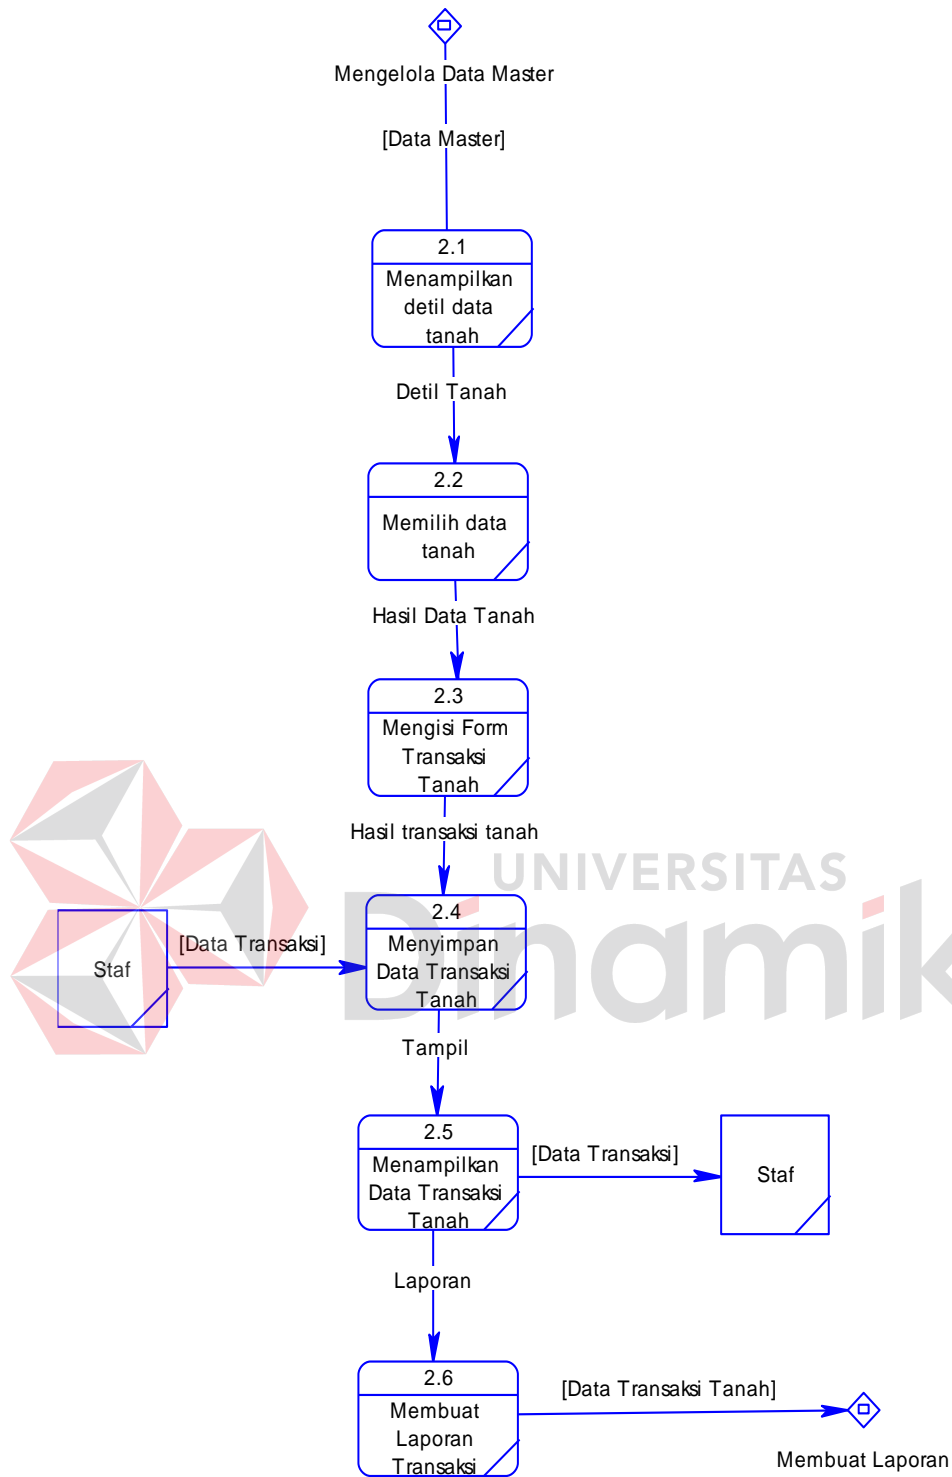 Mengelola Data Master
[Data Master]
2.1
Menampilkan
detil data
tanah
Detil Tanah
2.2
Memilih data
tanah
Hasil Data Tanah
2.3
Mengisi Form
Transaksi
Tanah
Hasil transaksi tanah
UNIVERSITAS
Dinamik
2.4
Menyimpan
Data Transaksi
Tanah
[Data Transaksi]
Staf
Tampil
2.5
Menampilkan
Data Transaksi
Tanah
[Data Transaksi]
Staf
Laporan
2.6
Membuat
Laporan
Transaksi
[Data Transaksi Tanah]
Membuat Laporan